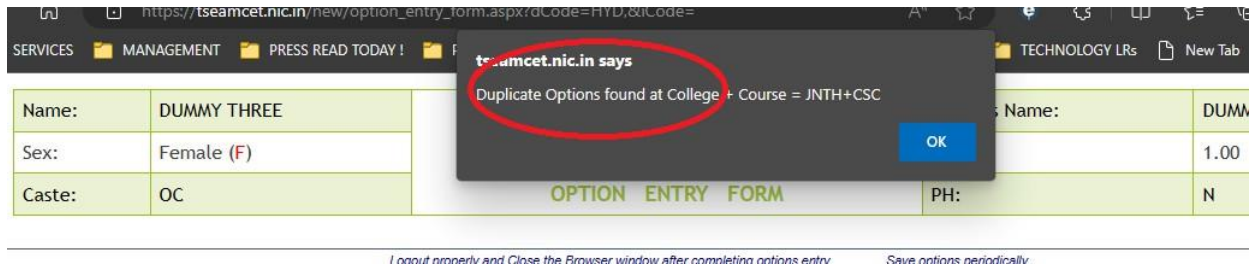 https://tseamcet.nic.in/new/option_entry_form.aspx?dCode=HYD,&iCode=
SERVICES MANAGEMENT PRESS READ TODAY ! TECHNOLOGY LRs New Tab
tseamcet.nic.in says
Duplicate Options found at College + Course = JNTH+CSC
OK
Name: DUMMY THREE Name: DUMM
Sex: Female (F) 1.00
Caste: OC OPTION ENTRY FORM PH: N
Logout properly and Close the Browser window after completing options entry Save options periodically